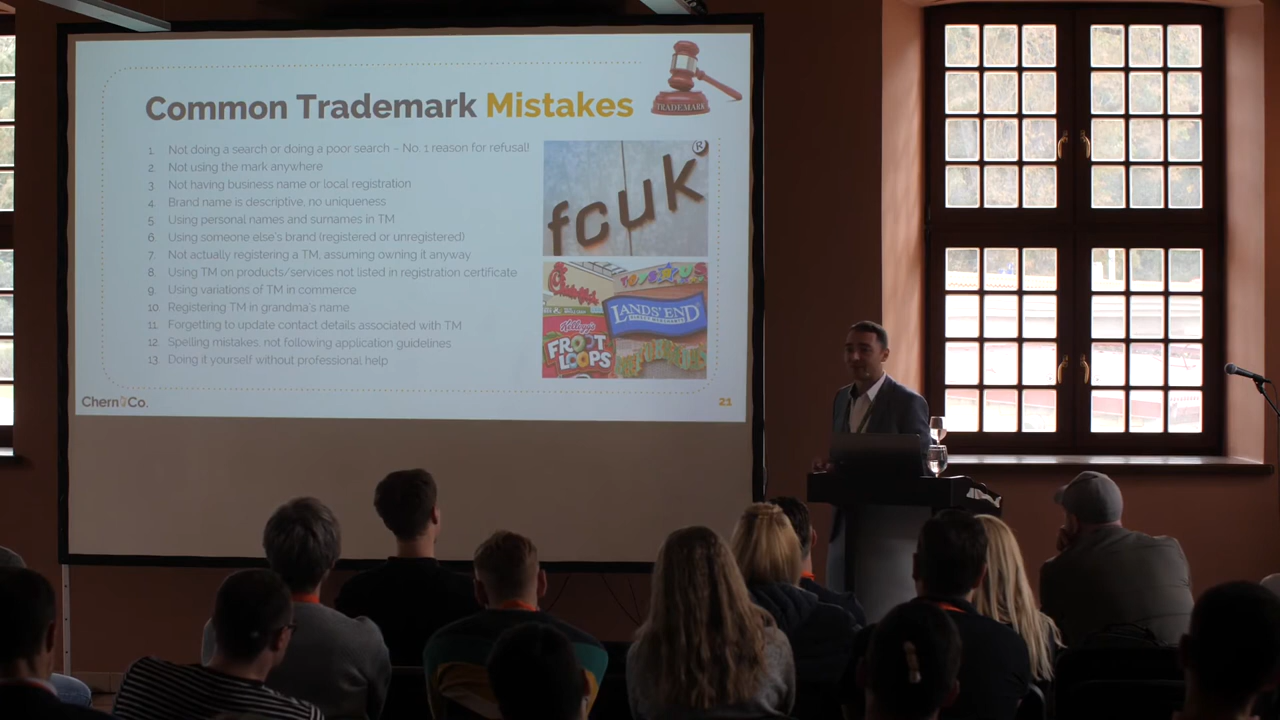 TRADEMARK
Common Trademark Mistakes
1. Not doing a search or doing a poor search – No. 1 reason for refusal!
2. Not using the mark anywhere
3. Not having business name or local registration
4. Brand name is descriptive, no uniqueness
5. Using personal names and surnames in TM
6. Using someone else's brand (registered or unregistered)
7. Not actually registering a TM, assuming owning it anyway
8. Using TM on products/services not listed in registration certificate
9. Using variations of TM in commerce
10. Registering TM in grandma's name
11. Forgetting to update contact details associated with TM
12. Spelling mistakes, not following application guidelines
13. Doing it yourself without professional help
®
fcuk
Chick-fil-A
LANDS' END
DIRECT MERCHANTS
Kellogg's
FROOT
LOOPS
Chern Co.
21